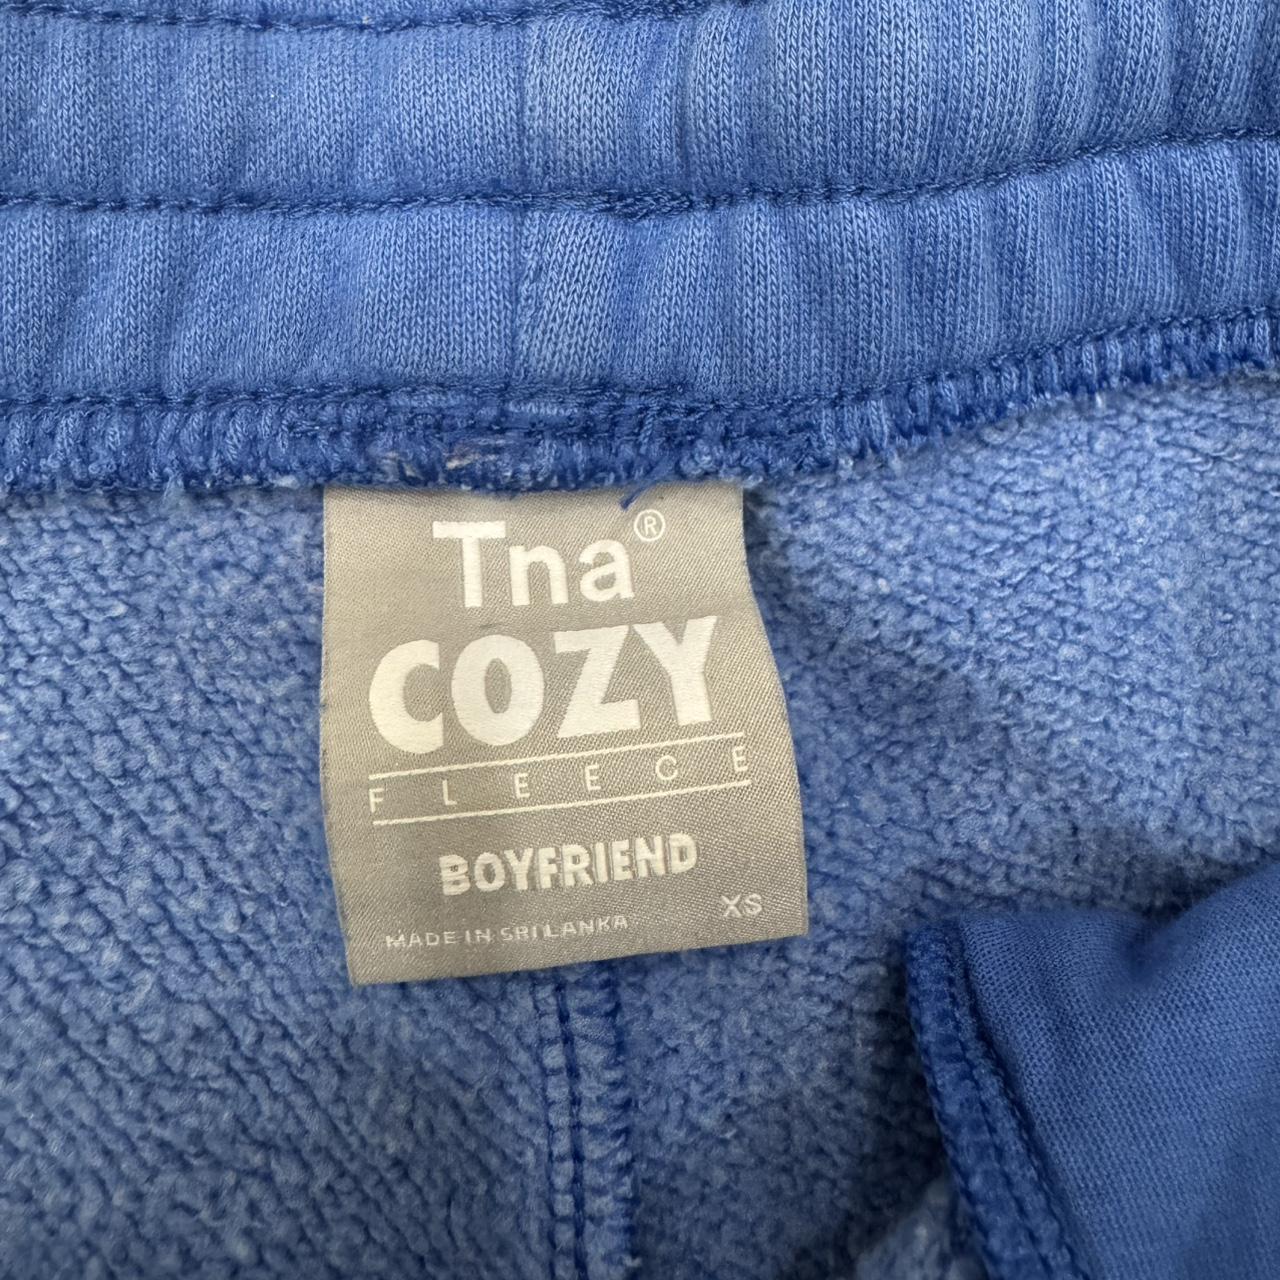 Tna®
COZY
FLEECE
BOYFRIEND
XS
MADE IN SRI LANKA